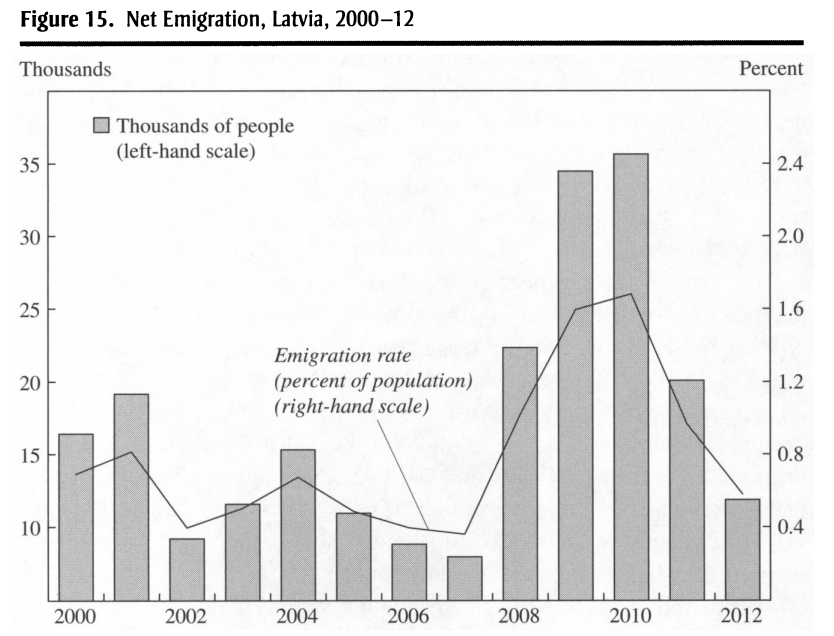 Figure 15. Net Emigration, Latvia, 2000–12
Thousands
Percent
Thousands of people
(left-hand scale)
35
30
25
20
15
10
2.4
2.0
1.6
1.2
0.8
0.4
Emigration rate
(percent of population)
(right-hand scale)
2000
2002
2004
2006
2008
2010
2012